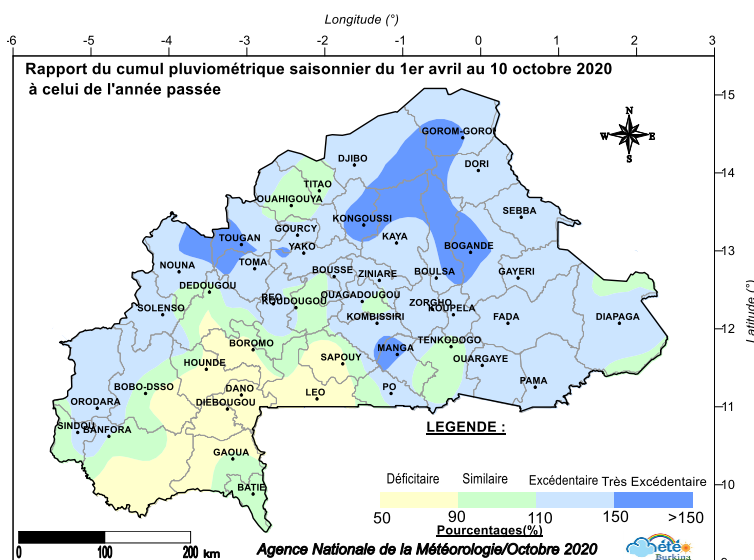 Longitude (°)
-6 -5 -4 -3 -2 -1 0 1 2 3
Rapport du cumul pluviométrique saisonnier du 1er avril au 10 octobre 2020
à celui de l'année passée
15
N
W E
S
GOROM-GOROM
DJIBO
DORI
14
TITAO
OUAHIGOUYA
SEBBA
KONGOUSSI
GOURCY
TOUGAN
KAYA
YAKO
BOGANDE
13
NOUNA
TOMA
BOUSSE
ZINIARE
BOULSA
GAYERI
DEDOUGOU
REO
KOUDOUGOU
OUAGADOUGOU
ZORGHO
SOLENSO
KOMBISSIRI
KOUPELA
FADA
DIAPAGA
12
Latitude (°)
BOROMO
TENKODOGO
MANGA
HOUNDE
SAPOUY
OUARGAYE
BOBO-DSSO
DANO
LEO
PO
PAMA
ORODARA
DIEBOUGOU
11
SINDOU
BANFORA
LEGENDE :
GAOUA
Déficitaire Similaire Excédentaire Très Excédentaire
10
BATIE
50 90 110 150 >150
Pourcentages(%)
0 100 200 km
Agence Nationale de la Météorologie/Octobre 2020
météo
Burkina